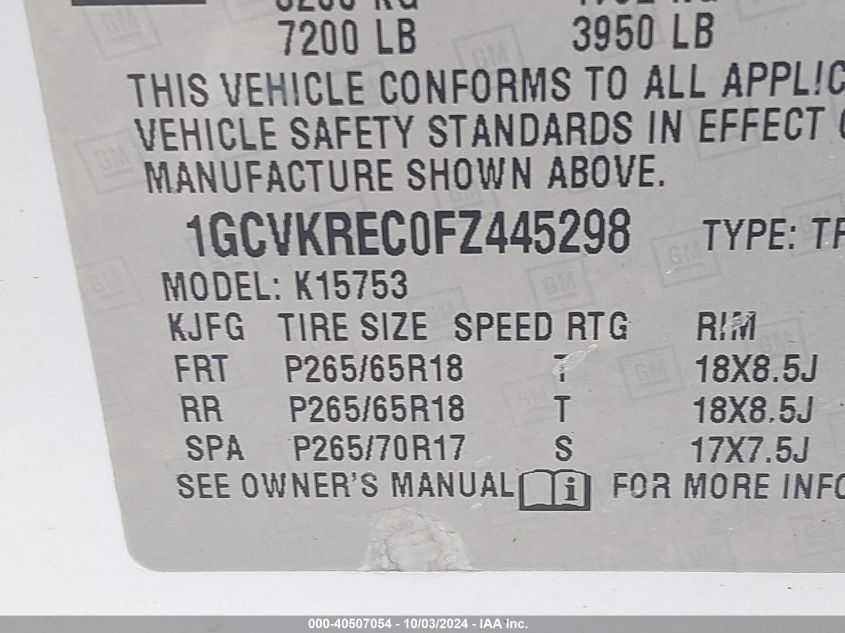 7200 LB 3950 LB
THIS VEHICLE CONFORMS TO ALL
VEHICLE SAFETY STANDARDS IN EFFECT
MANUFACTURE SHOWN ABOVE.
1GCVKREC0FZ445298 TYPE:
MODEL: K15753
KJFG TIRE SIZE SPEED RTG RIM
FRT P265/65R18 T 18X8.5J
RR P265/65R18 T 18X8.5J
SPA P265/70R17 S 17X7.5J
SEE OWNER'S MANUAL i FOR MORE
GM
000-40507054 - 10/03/2024 - IAA Inc.